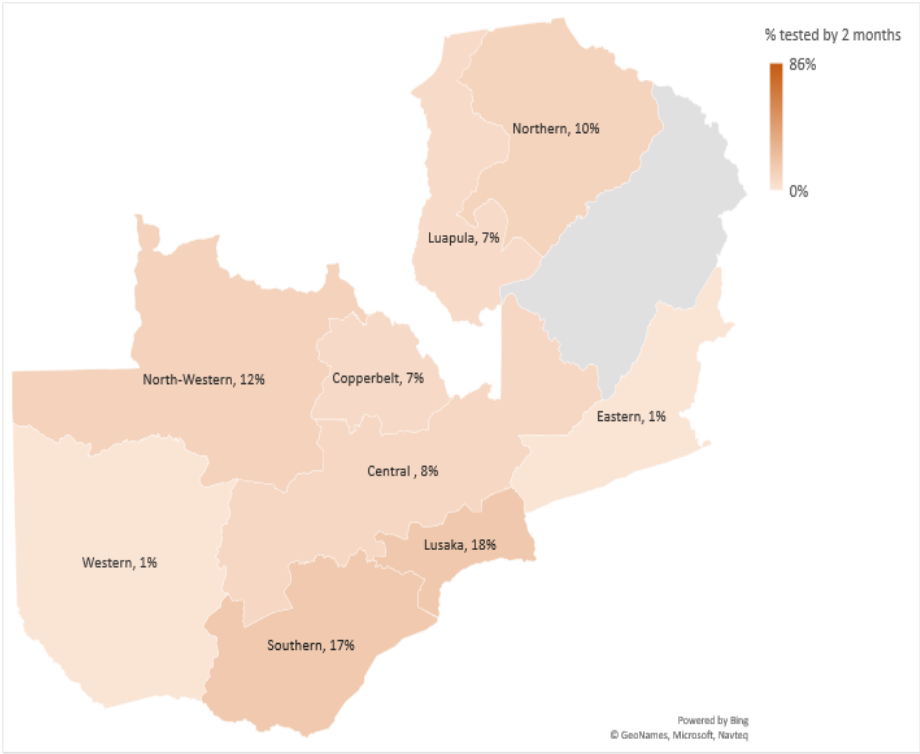 % tested by 2 months
86%
0%
Northern, 10%
Luapula, 7%
North-Western, 12%
Copperbelt, 7%
Eastern, 1%
Central , 8%
Lusaka, 18%
Western, 1%
Southern, 17%
Powered by Bing
© GeoNames, Microsoft, Navteq